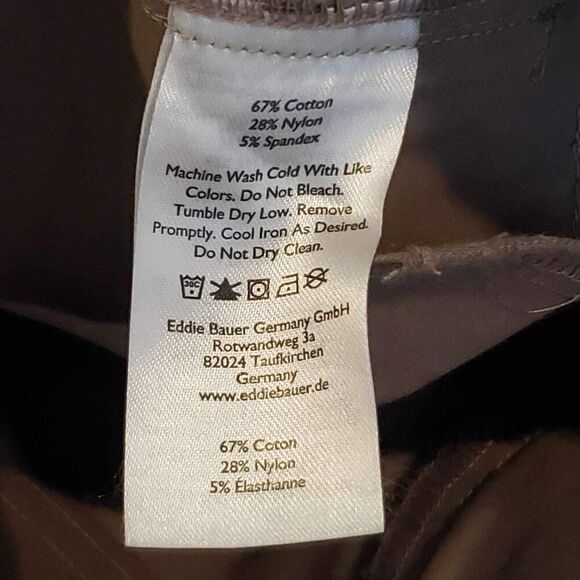 67% Cotton
28% Nylon
5% Spandex
Machine Wash Cold With Like
Colors. Do Not Bleach.
Tumble Dry Low. Remove
Promptly. Cool Iron As Desired.
Do Not Dry Clean.
30C
Eddie Bauer Germany GmbH
Rotwandweg 3a
82024 Taufkirchen
Germany
www.eddiebauer.de
67% Coton
28% Nylon
5% Élasthanne